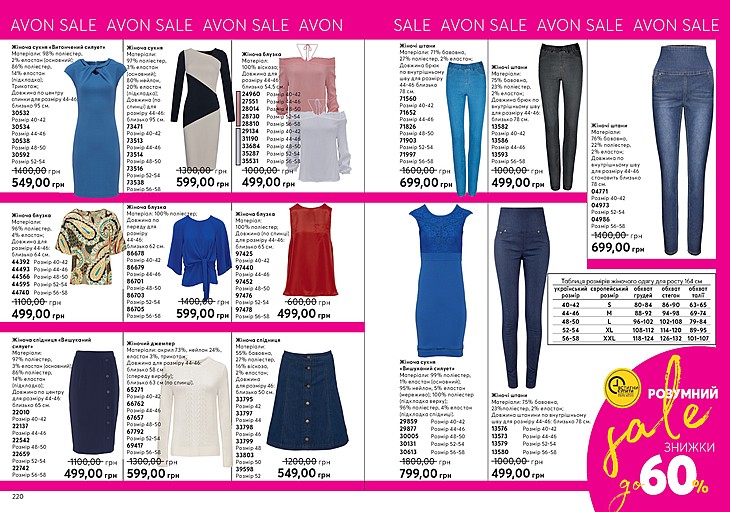 AVON SALE AVON SALE AVON SALE AVON
SALE AVON SALE AVON SALE AVON SALE
Жіноча сукня «Витончений силует»
Матеріали: 98% поліестер,
2% еластан (основний);
86% поліестер,
14% еластан
(підкладка);
Трикотаж;
Довжина по
центру
спинки для
розміру 44-46:
близько 95 см.
30532
Розмір 40-42
30534
Розмір 44-46
30538
Розмір 48-50
30592
Розмір 52-54
1400,00 грн
549,00 грн
Жіноча сукня
Матеріали:
97% поліестер,
3% еластан
(основний);
80% нейлон,
20% еластан
(підкладка);
Довжина (по
спинці) для
розміру 44-46:
близько 95 см.
73471
Розмір 40-42
73513
Розмір 44-46
73514
Розмір 48-50
73516
Розмір 52-54
73538
Розмір 56-58
1300,00 грн
599,00 грн
Жіноча блузка
Матеріал:
100% віскоза;
Довжина для
розміру 44-46:
близько 54,5 см.
24960 Розмір 40-42
27551 Розмір 44-46
28014 Розмір 48-50
28730 Розмір 52-54
28810 Розмір 56-58
29134 Розмір 40-42
31190 Розмір 44-46
33684 Розмір 48-50
35287 Розмір 52-54
35531 Розмір 56-58
1000,00 грн
499,00 грн
Жіночі штани
Матеріали: 71% бавовна,
27% поліестер, 2% еластан;
Довжина брюк
по внутрішньому
шву для розміру
44-46: близько
78 см.
71560
Розмір 40-42
71652
Розмір 44-46
71826
Розмір 48-50
71903
Розмір 52-54
71997
Розмір 56-58
1600,00 грн
699,00 грн
Жіночі штани
Матеріали:
75% бавовна,
23% поліестер,
2% еластан;
Довжина брюк по
внутрішньому
шву для розміру
44-46: близько
78 см.
13582
Розмір 40-42
13586
Розмір 44-46
13593
Розмір 56-58
1000,00 грн
499,00 грн
Жіночі штани
Матеріали:
76% бавовна,
22% поліестер,
2% еластан;
Довжина по
внутрішньому
шву для розміру
44-46
становить близько
78 см.
04771
Розмір 40-42
04973
Розмір 52-54
04986
Розмір 56-58
1400,00 грн
699,00 грн
Жіноча блузка
Матеріали:
96% поліестер,
4% еластан;
Довжина для
розміру 44-46:
близько 64 см.
44392 Розмір 40-42
44493 Розмір 44-46
44566 Розмір 48-50
44595 Розмір 52-54
44740 Розмір 56-58
1100,00 грн
499,00 грн
Жіноча блузка
Матеріал: 100% поліестер;
Довжина по
переду для
розміру
44-46:
близько 62 см.
86678
Розмір 40-42
86679
Розмір 44-46
86701
Розмір 48-50
86703
Розмір 52-54
86705
Розмір 56-58
1400,00 грн
599,00 грн
Жіноча блузка
Матеріал:
100% поліестер;
Довжина (по спинці)
для розміру 44-46:
близько 65 см.
97425
Розмір 40-42
97440
Розмір 44-46
97452
Розмір 48-50
97476
Розмір 52-54
97478
Розмір 56-58
600,00 грн
499,00 грн
Жіноча спідниця «Вишуканий
силует»
Матеріали:
97% поліестер,
3% еластан (основний);
86% поліестер,
14% еластан
(підкладка);
Довжина по центру
для розміру 44-46:
близько 65 см.
22010
Розмір 40-42
22137
Розмір 44-46
22542
Розмір 48-50
22659
Розмір 52-54
22742
Розмір 56-58
1100,00 грн
499,00 грн
Жіночий джемпер
Матеріали: акрил 73%, нейлон 24%,
еластан 3%, трикотаж;
Довжина для розміру 44-46:
близько 58 см
(спереду виробу);
близько 63 см (по спинці).
65271
Розмір 40-42
66762
Розмір 44-46
67657
Розмір 48-50
67792
Розмір 52-54
69417
Розмір 56-58
1300,00 грн
599,00 грн
Жіноча спідниця
Матеріали:
55% бавовна,
27% поліестер,
16% віскоза,
2% еластан;
Довжина для
розміру 44-46:
близько 50 см.
33795
Розмір 42
33797
Розмір 46
33799
Розмір 48
33803
Розмір 50
39598
Розмір 52
1200,00 грн
549,00 грн
Жіноча сукня
«Вишуканий силует»
Матеріали: 99% поліестер,
1% еластан (основний);
95% нейлон, 5% еластан
(мереживо); 100% поліестер
(підкладка верху);
96% поліестер, 4% еластан
(підкладка).
29859 Розмір 40-42
29877 Розмір 44-46
30005 Розмір 48-50
30131 Розмір 52-54
30613 Розмір 56-58
1800,00 грн
799,00 грн
Жіночі штани
Матеріали: 75% бавовна,
23% поліестер, 2% еластан;
Довжина штанини по внутрішньому
шву для розміру 44-46: близько 78 см.
13576 Розмір 40-42
13573 Розмір 44-46
13579 Розмір 52-54
13580 Розмір 56-58
1000,00 грн
499,00 грн
Таблиця розмірів жіночого одягу для росту 164 см
український розмір європейський розмір обхват грудей обхват стегон обхват талії
40-42 S 80-84 86-90 63-65
44-46 M 88-92 94-98 69-74
48-50 L 96-102 102-108 79-84
52-54 XL 108-112 114-120 89-95
56-58 XXL 118-124 126-132 101-107
ВСТИГНИ
КУПИТИ
РОЗУМНИЙ
sale
ЗНИЖКИ
до 60%
220